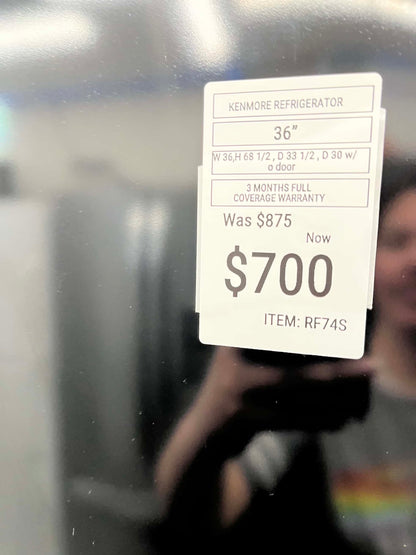 KENMORE REFRIGERATOR
36”
W 36,H 68 1/2 , D 33 1/2 , D 30 w/
o door
3 MONTHS FULL
COVERAGE WARRANTY
Was $875
Now
$700
ITEM: RF74S